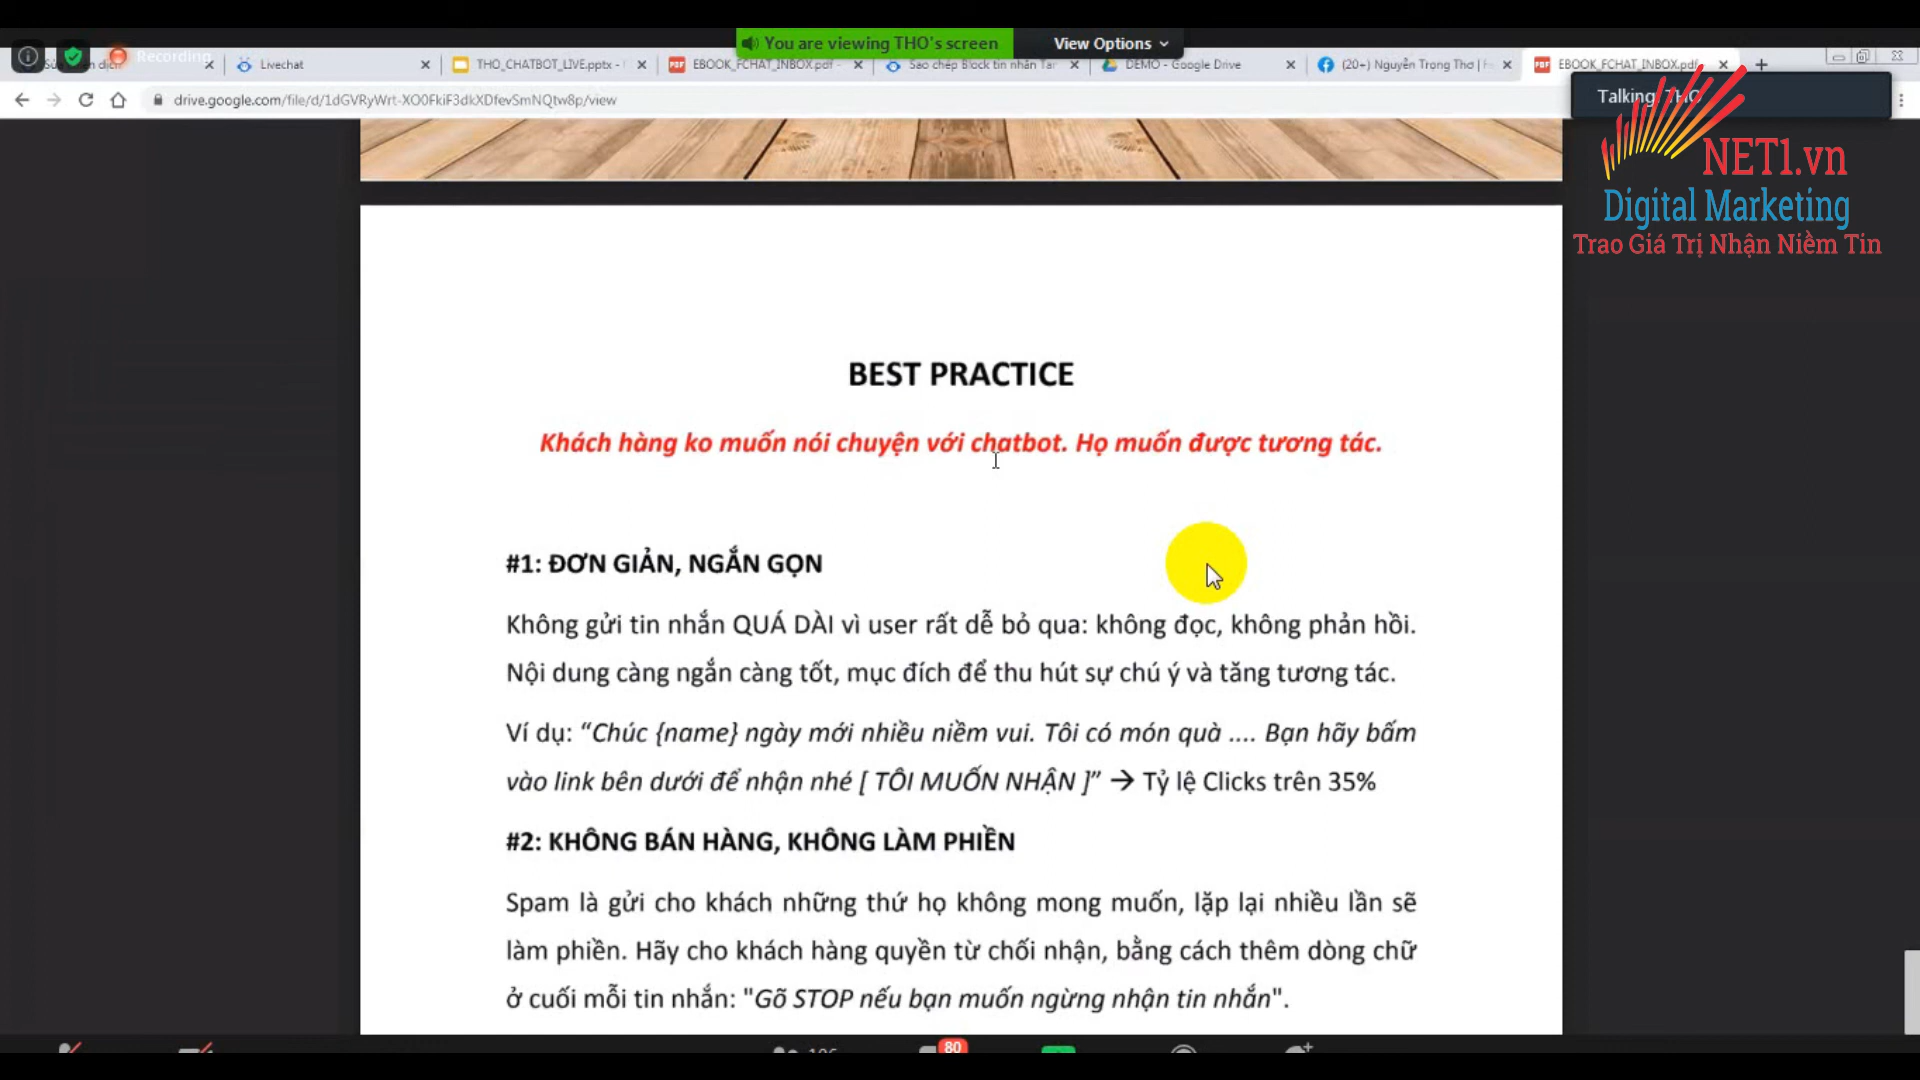 You are viewing THO's screen View Options
Recording
Livechat THO_CHATBOT_LIVE.pptx - EBOOK_FCHAT_INBOX.pdf - Sao chép Block tin nhắn Tar DEMO - Google Drive (20+) Nguyễn Trọng Thơ | F EBOOK_FCHAT_INBOX.pdf
drive.google.com/file/d/1dGVRyWrt-XO0FkiF3dkXDfevSmNQtw8p/view
Talking: THO
NET1.vn
Digital Marketing
Trao Giá Trị Nhận Niềm Tin
BEST PRACTICE
Khách hàng ko muốn nói chuyện với chatbot. Họ muốn được tương tác.
#1: ĐƠN GIẢN, NGẮN GỌN
Không gửi tin nhắn QUÁ DÀI vì user rất dễ bỏ qua: không đọc, không phản hồi.
Nội dung càng ngắn càng tốt, mục đích để thu hút sự chú ý và tăng tương tác.
Ví dụ: “Chúc {name} ngày mới nhiều niềm vui. Tôi có món quà .... Bạn hãy bấm
vào link bên dưới để nhận nhé [ TÔI MUỐN NHẬN ]” → Tỷ lệ Clicks trên 35%
#2: KHÔNG BÁN HÀNG, KHÔNG LÀM PHIỀN
Spam là gửi cho khách những thứ họ không mong muốn, lặp lại nhiều lần sẽ
làm phiền. Hãy cho khách hàng quyền từ chối nhận, bằng cách thêm dòng chữ
ở cuối mỗi tin nhắn: "Gõ STOP nếu bạn muốn ngừng nhận tin nhắn".
80